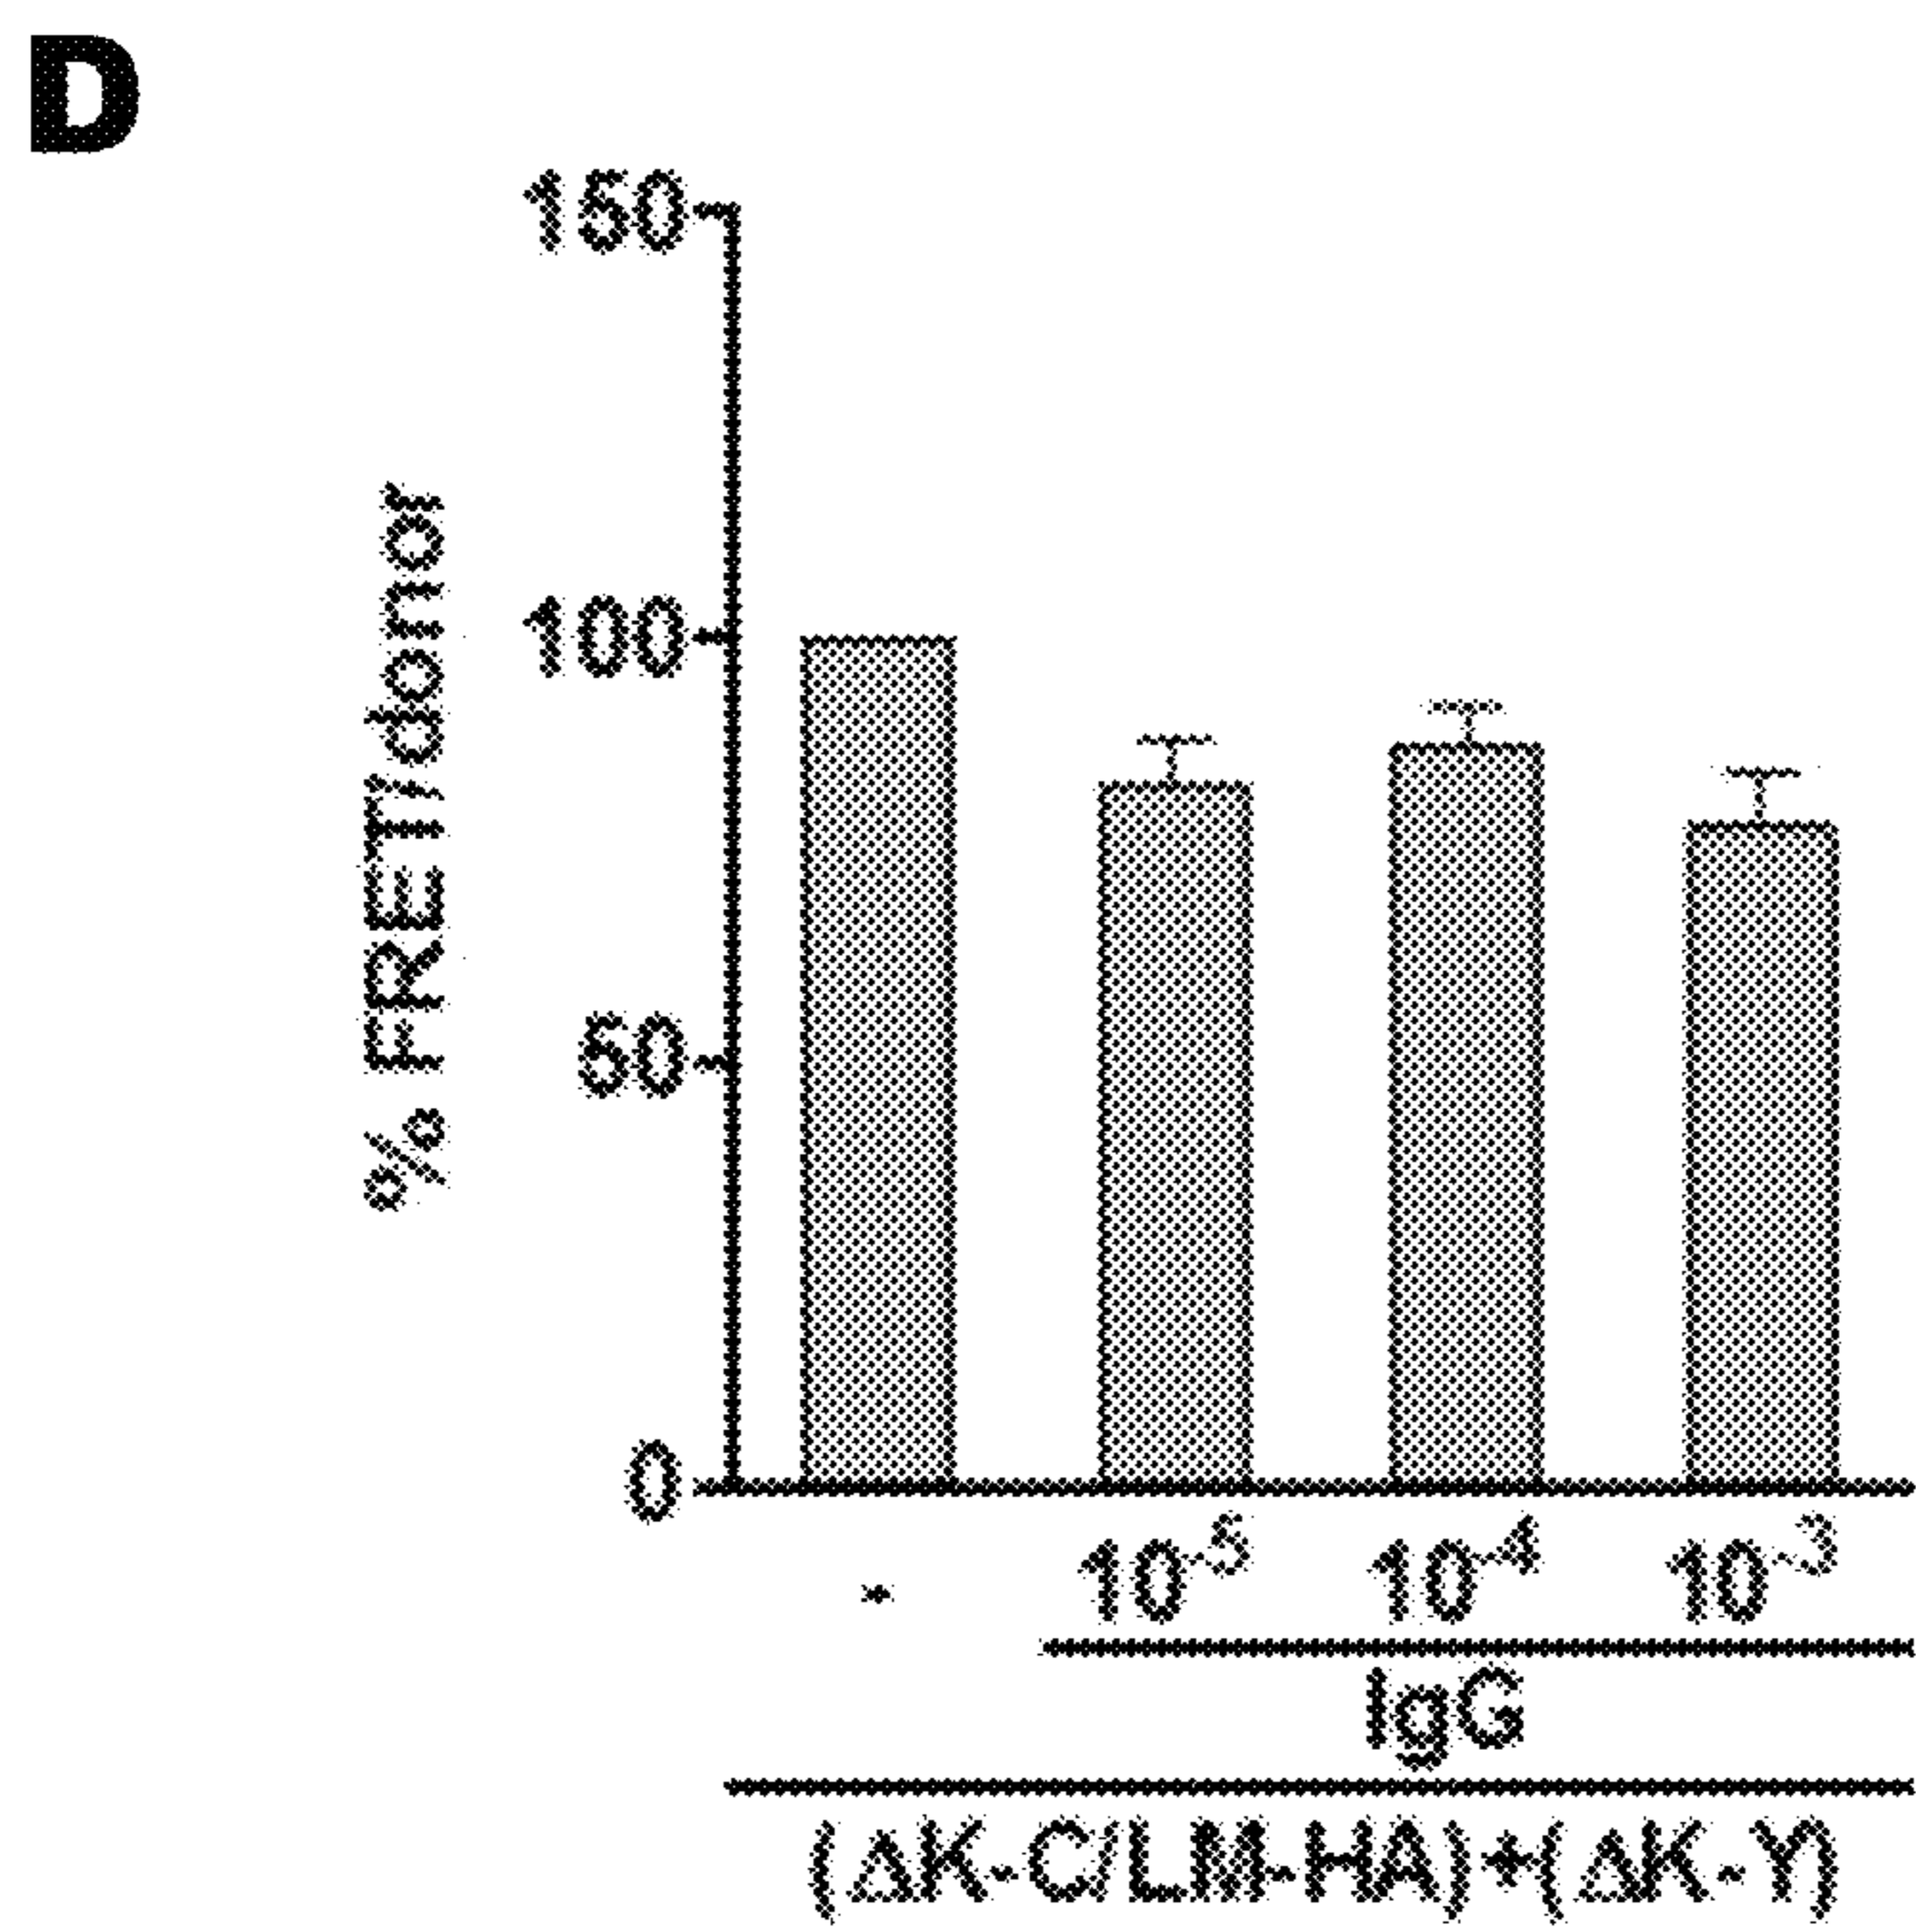 D
150
100
50
0
% FRET/donor
- 10⁻⁵ 10⁻⁴ 10⁻³
IgG
(ΔK-C/LM-HA)+(ΔK-Y)